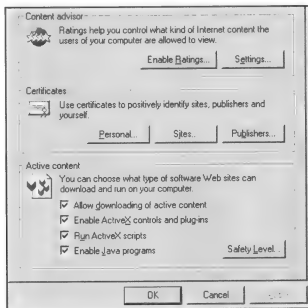 Content advisor
Ratings help you control what kind of Internet content the
users of your computer are allowed to view.
Enable Ratings... Settings...
Certificates
Use certificates to positively identify sites, publishers and
yourself.
Personal... Sites... Publishers...
Active content
You can choose what type of software Web sites can
download and run on your computer.
Allow downloading of active content
Enable ActiveX controls and plug-ins
Run ActiveX scripts
Enable Java programs Safety Level...
OK Cancel